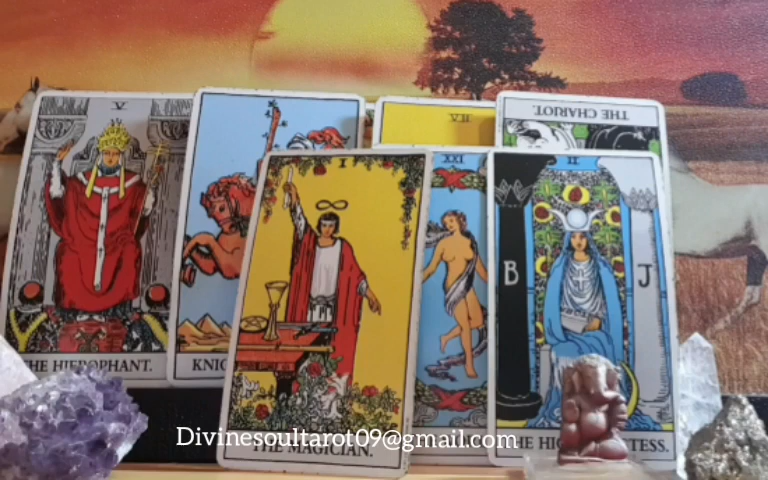 V
THE CHARIOT.
I
XXI
II
B
J
THE HIEROPHANT.
Divinesoultarot09@gmail.com
THE MAGICIAN.